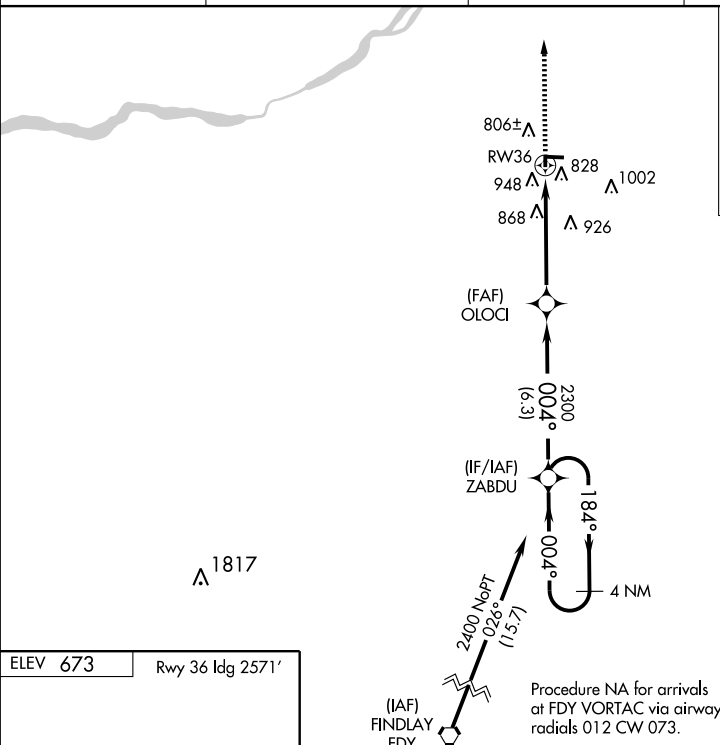 806±
RW36
828
948
1002
868
926
(FAF)
OLOCI
2300
004°
(6.3)
(IF/IAF)
ZABDU
184°
004°
4 NM
1817
2400 NoPT
026°
(15.7)
ELEV 673
Rwy 36 ldg 2571'
(IAF)
FINDLAY
FDY
Procedure NA for arrivals
at FDY VORTAC via airway
radials 012 CW 073.